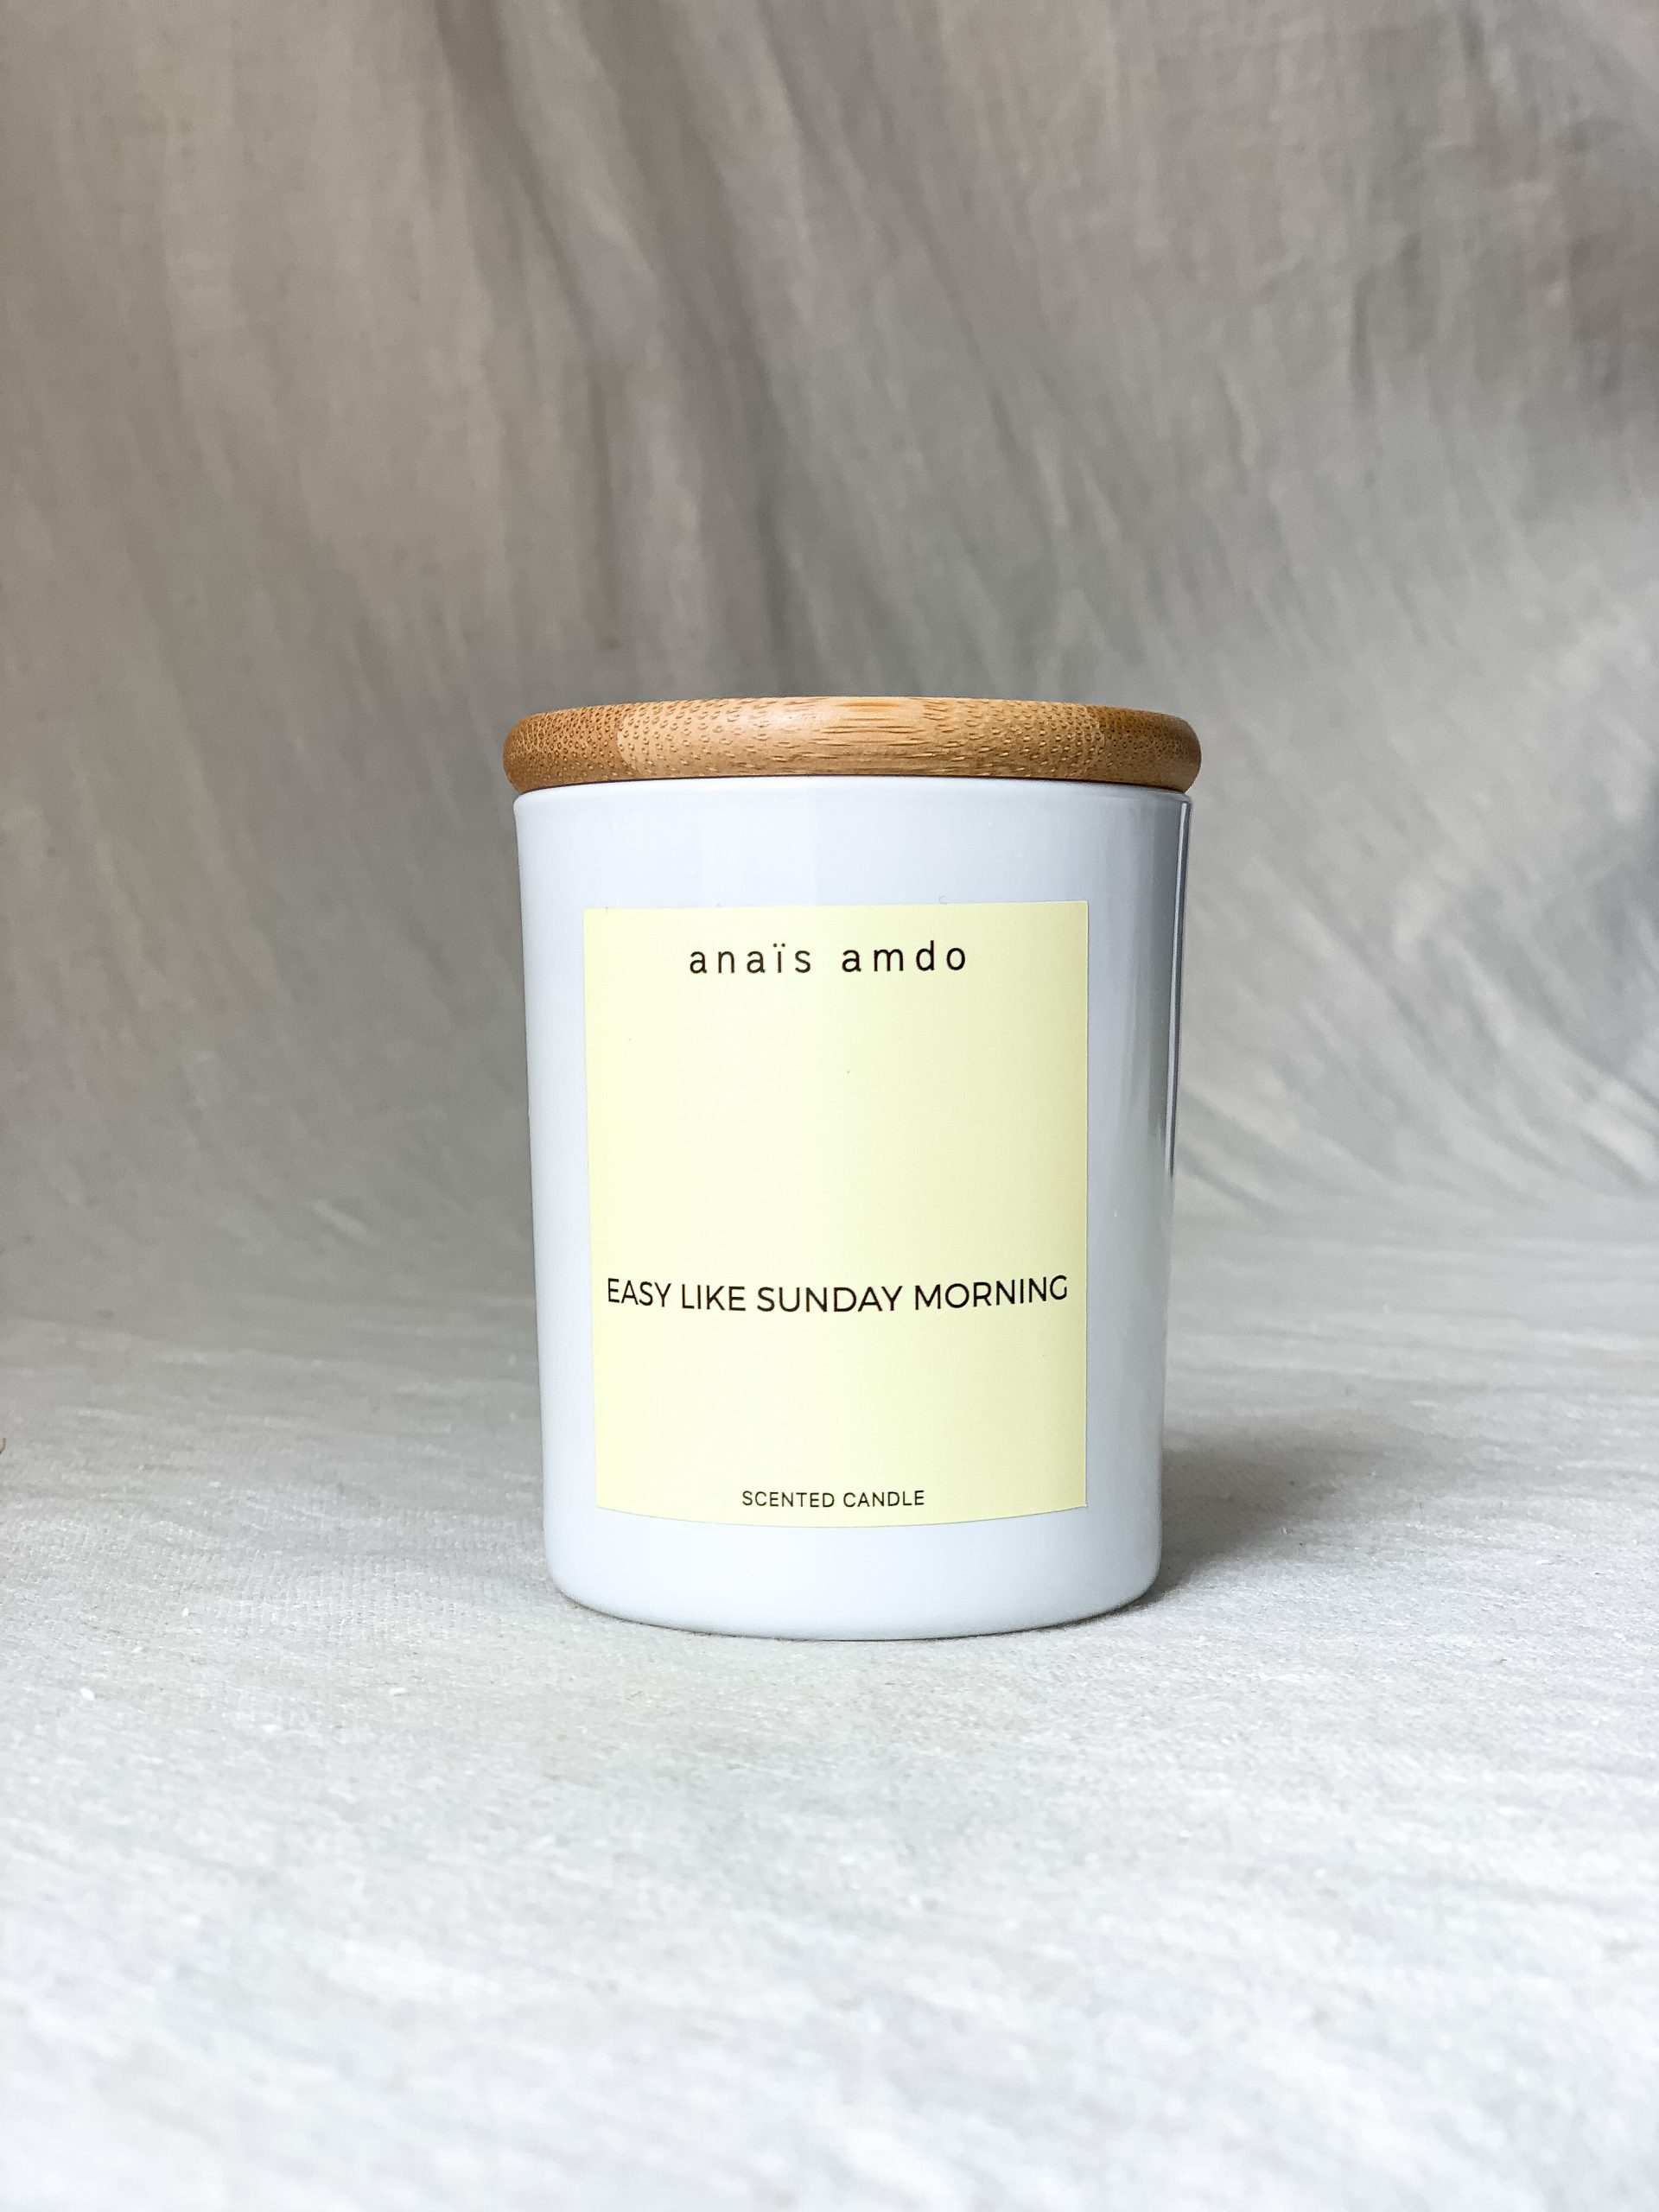 anaïs amdo
EASY LIKE SUNDAY MORNING
SCENTED CANDLE